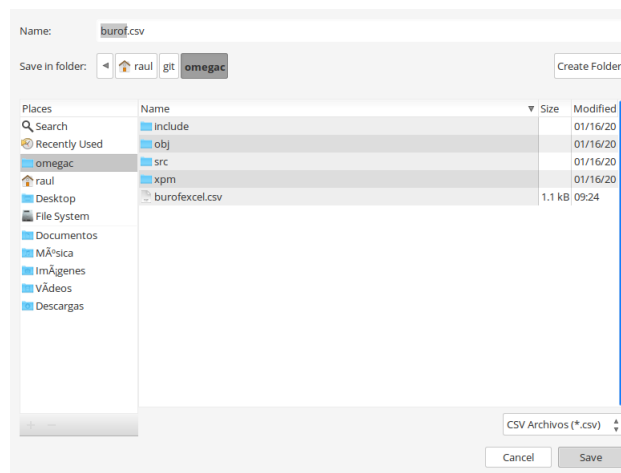 Name: burof.csv
Save in folder: raul git omegac Create Folder
Places
Search
Recently Used
omegac
raul
Desktop
File System
Documentos
MÃºsica
ImÃ¡genes
VÃ­deos
Descargas
Name Size Modified
include 01/16/20
obj 01/16/20
src 01/16/20
xpm 01/16/20
burofexcel.csv 1.1 kB 09:24
CSV Archivos (*.csv)
Cancel Save